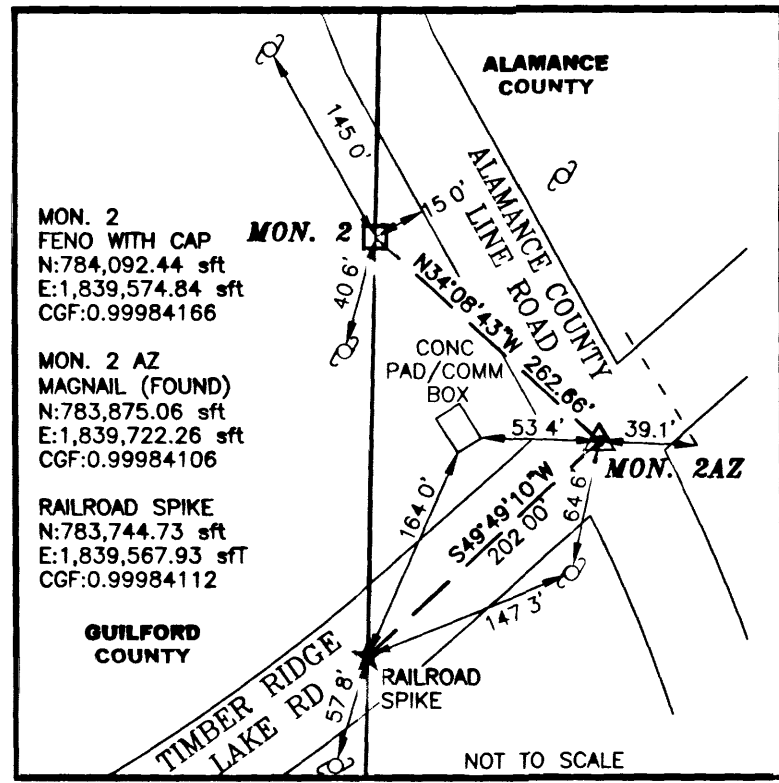 ALAMANCE
COUNTY
145 0'
15 0'
MON. 2
FENO WITH CAP
N:784,092.44 sft
E:1,839,574.84 sft
CGF:0.99984166
MON. 2
ALAMANCE COUNTY
LINE ROAD
40 6'
N34°08'43"W 262.66'
MON. 2 AZ
MAGNAIL (FOUND)
N:783,875.06 sft
E:1,839,722.26 sft
CGF:0.99984106
CONC
PAD/COMM
BOX
53 4'
39.1'
MON. 2AZ
64 6'
164 0'
S49°49'10"W
202 00'
RAILROAD SPIKE
N:783,744.73 sft
E:1,839,567.93 sfT
CGF:0.99984112
147 3'
GUILFORD
COUNTY
RAILROAD
SPIKE
57 8'
TIMBER RIDGE
LAKE RD
NOT TO SCALE